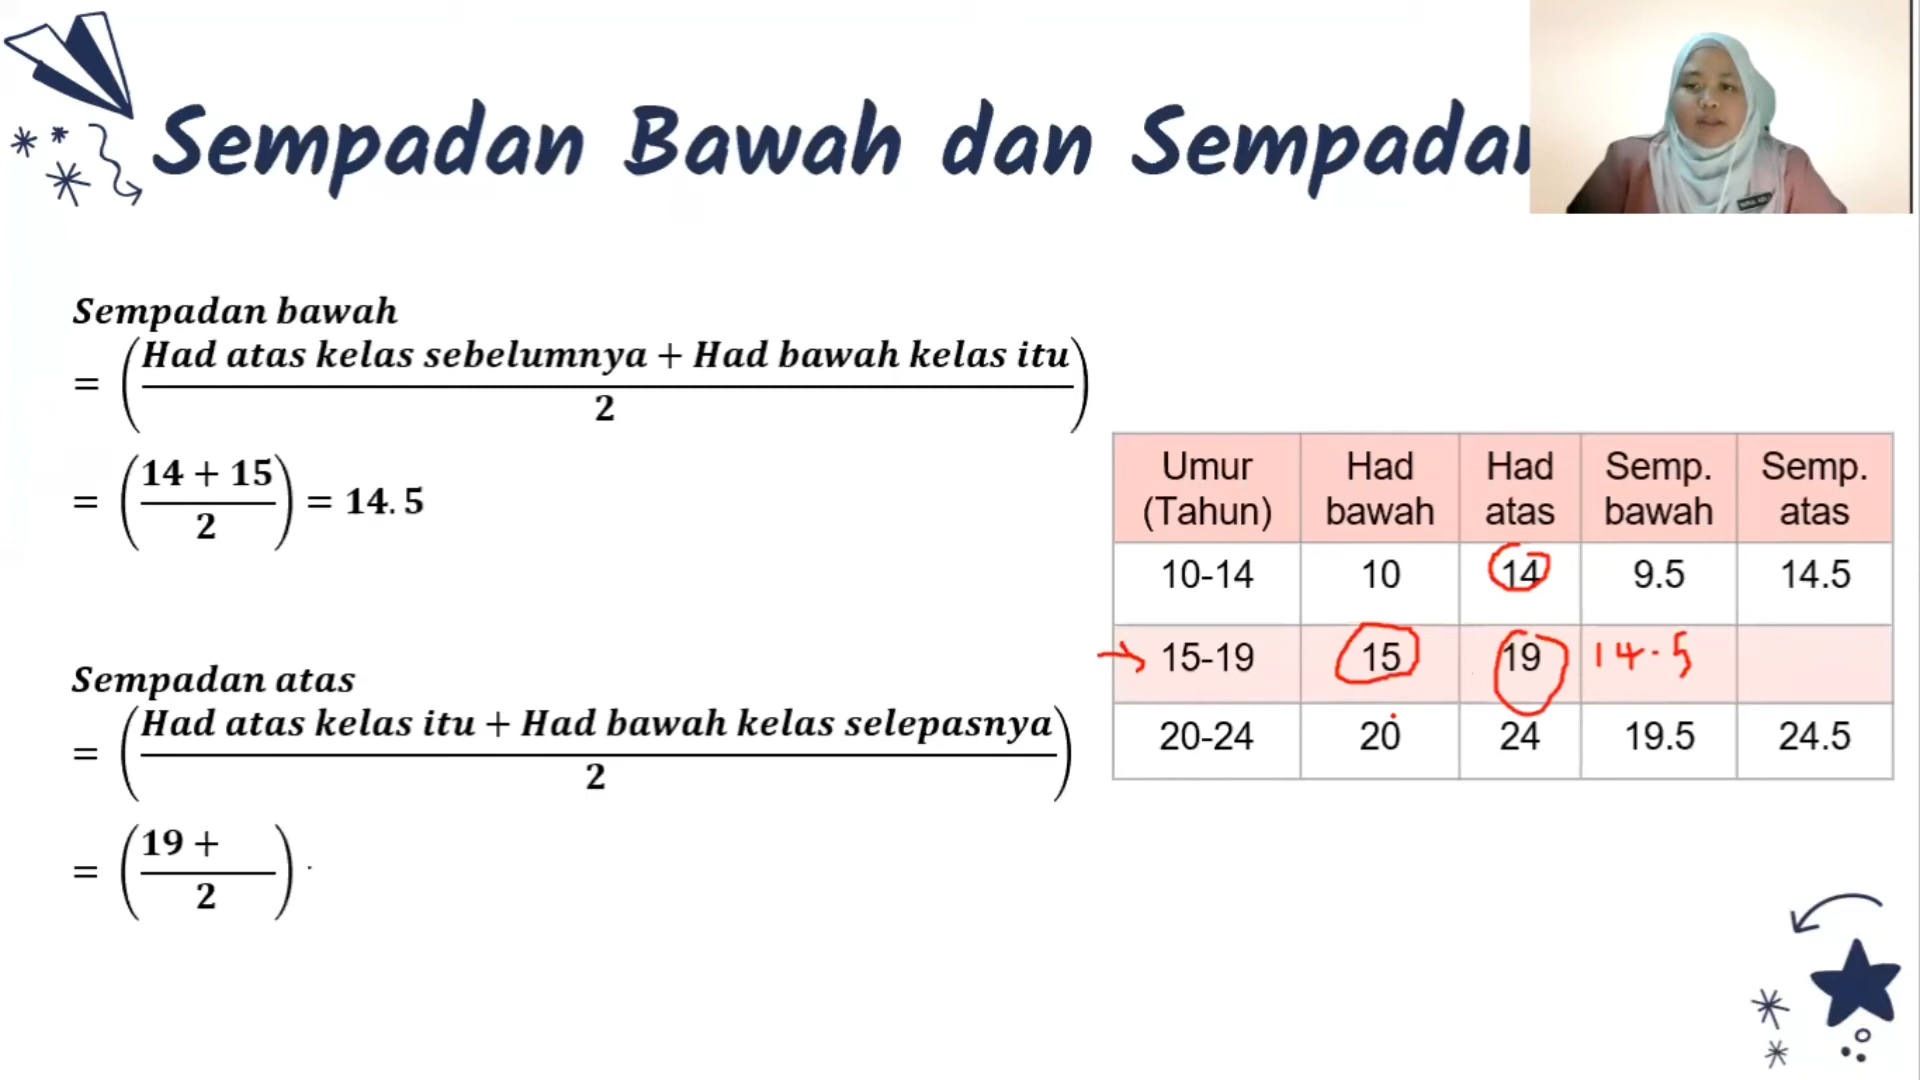 Sempadan Bawah dan Sempadan
Sempadan bawah
= (Had atas kelas sebelumnya + Had bawah kelas itu / 2)
= (14 + 15 / 2) = 14.5
Sempadan atas
= (Had atas kelas itu + Had bawah kelas selepasnya / 2)
= (19 + / 2)
Umur (Tahun) Had bawah Had atas Semp. bawah Semp. atas
10-14 10 14 9.5 14.5
15-19 15 19 14.5
20-24 20 24 19.5 24.5